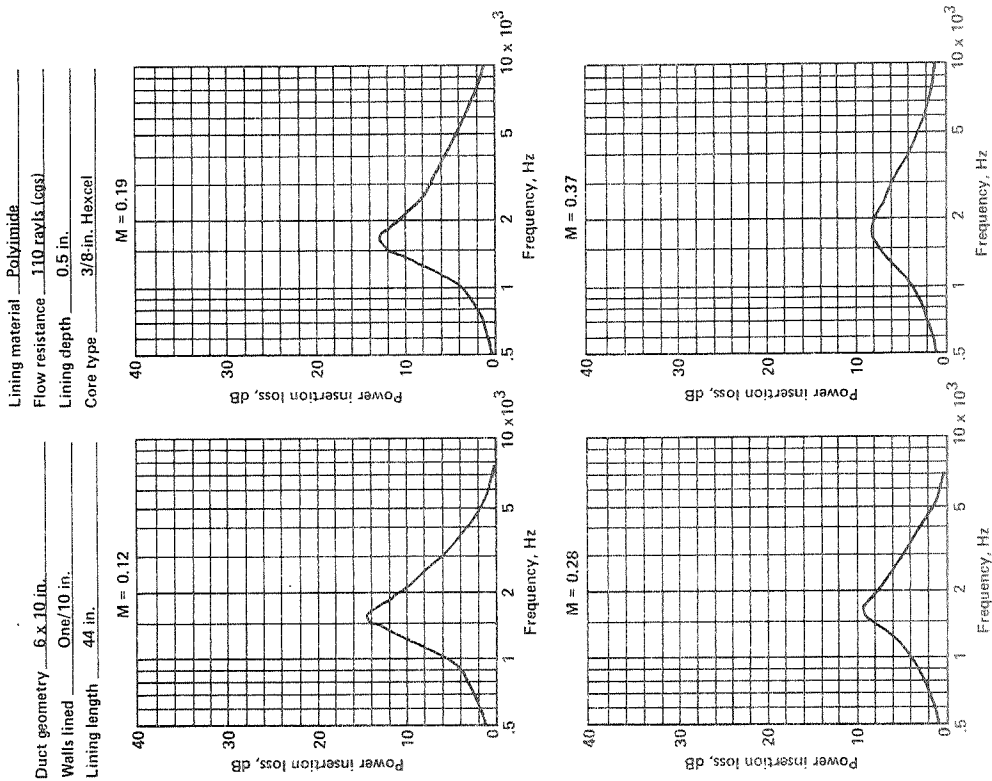 Duct geometry 6 x 10 in.
Walls lined One/10 in.
Lining length 44 in.
Lining material Polyimide
Flow resistance 110 rayls (cgs)
Lining depth 0.5 in.
Core type 3/8-in. Hexcel
M = 0.12
40
30
20
10
0
Power insertion loss, dB
.5
1
2
5
10 x 10³
Frequency, Hz
M = 0.19
40
30
20
10
0
Power insertion loss, dB
.5
1
2
5
10 x 10³
Frequency, Hz
M = 0.28
40
30
20
10
0
Power insertion loss, dB
.5
1
2
5
10 x 10³
Frequency, Hz
M = 0.37
40
30
20
10
0
Power insertion loss, dB
.5
1
2
5
10 x 10³
Frequency, Hz